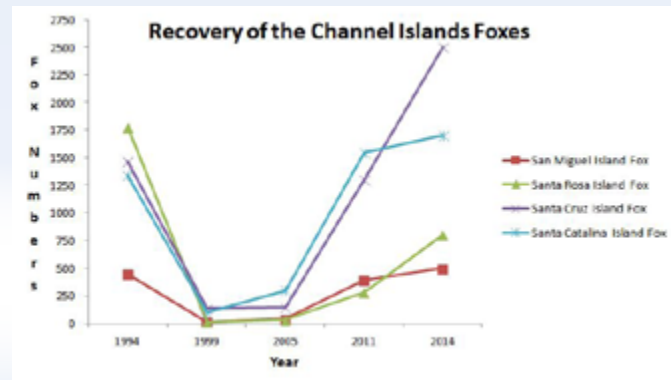 Recovery of the Channel Islands Foxes
Fox Numbers
2750
2500
2250
2000
1750
1500
1250
1000
750
500
250
0
1994
1999
2005
2011
2014
Year
San Miguel Island Fox
Santa Rosa Island Fox
Santa Cruz Island Fox
Santa Catalina Island Fox